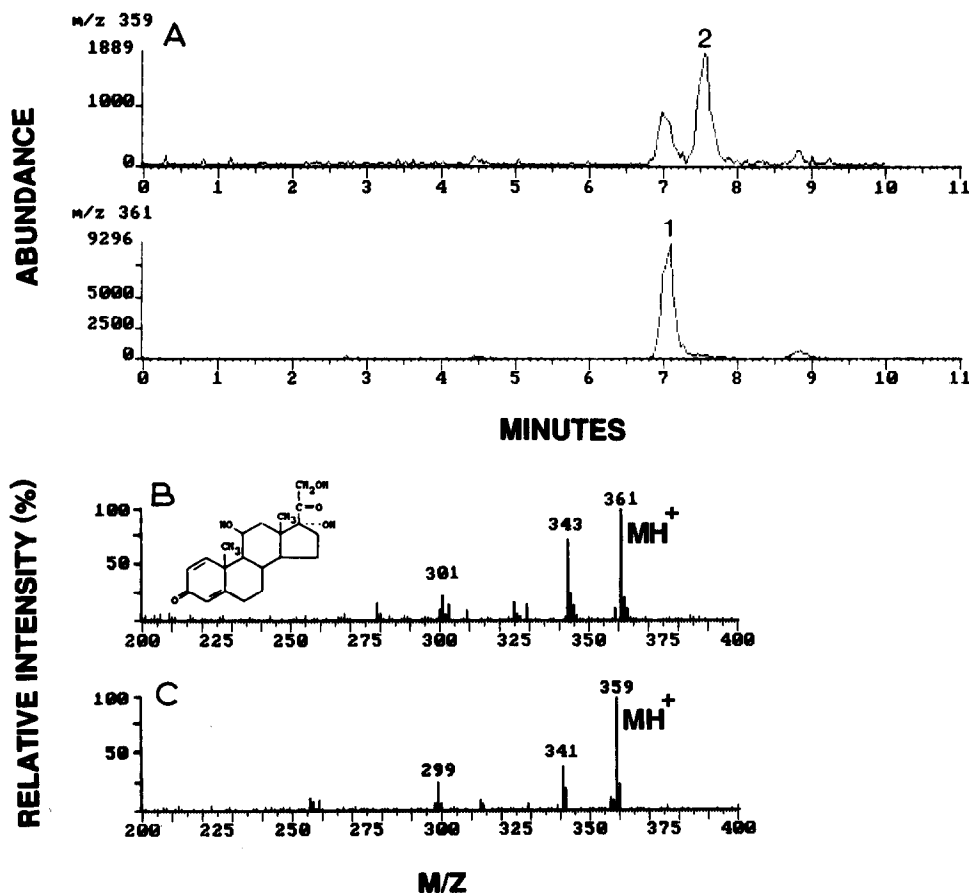 m/z 359
A
1889
1000
0
2
0 1 2 3 4 5 6 7 8 9 10 11
m/z 361
9296
5000
2500
0
1
0 1 2 3 4 5 6 7 8 9 10 11
ABUNDANCE
MINUTES
B
100
50
CH₂OH
C=O
HO
CH₃
OH
CH₃
O
301
343
361
MH⁺
200 225 250 275 300 325 350 375 400
C
100
50
299
341
359
MH⁺
200 225 250 275 300 325 350 375 400
RELATIVE INTENSITY (%)
M/Z